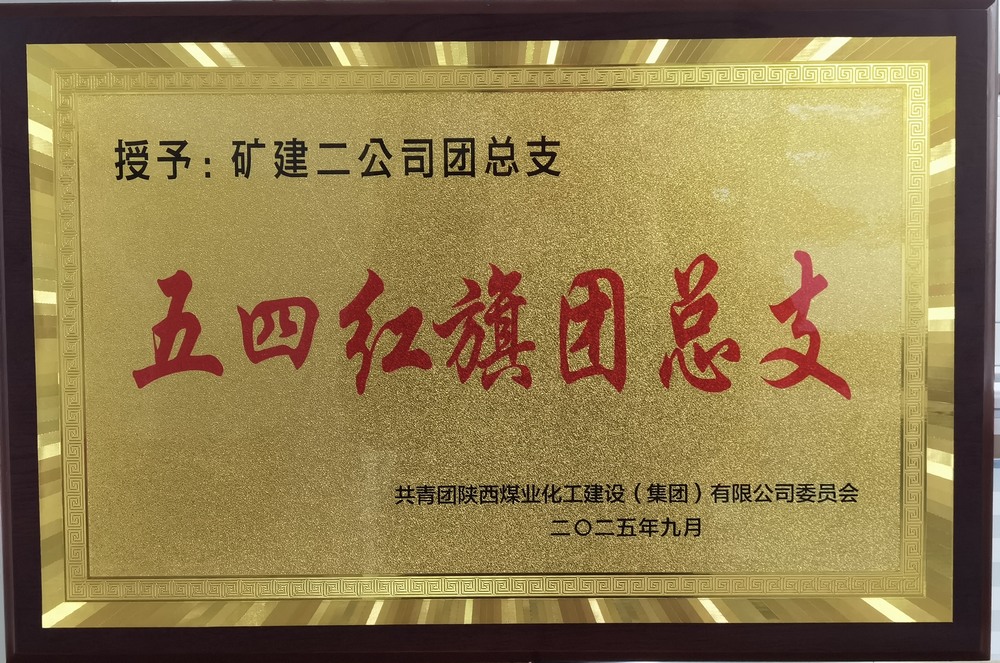 授予：矿建二公司团总支
五四红旗团总支
共青团陕西煤业化工建设（集团）有限公司委员会
二〇二五年九月